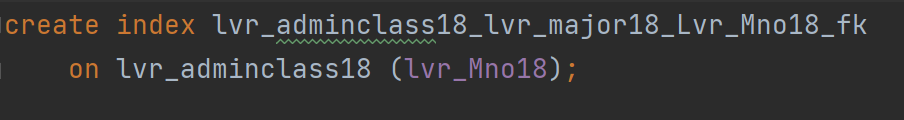 create index lvr_adminclass18_lvr_major18_Lvr_Mno18_fk
on lvr_adminclass18 (lvr_Mno18);